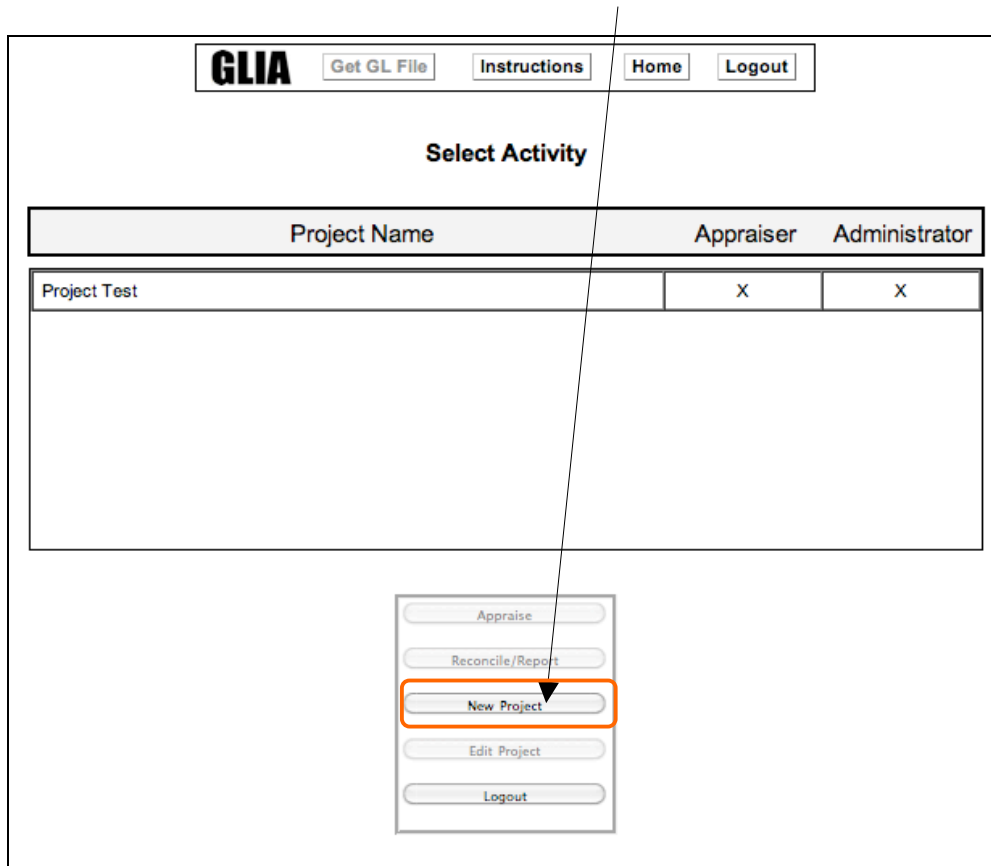 GLIA Get GL File Instructions Home Logout
Select Activity
Project Name Appraiser Administrator
Project Test X X
Appraise
Reconcile/Report
New Project
Edit Project
Logout